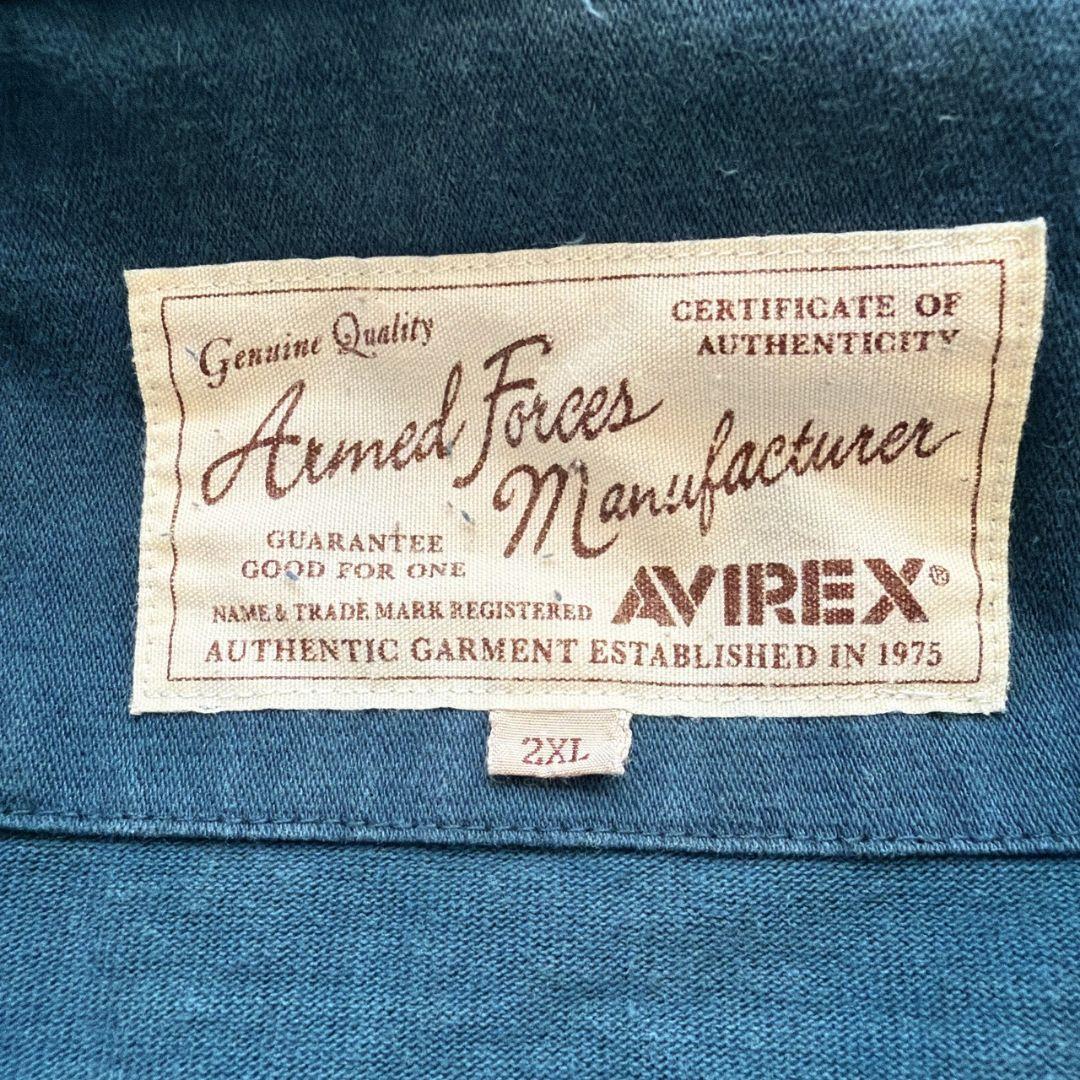 Genuine Quality
CERTIFICATE OF
AUTHENTICITY
Armed Forces
Manufacturer
GUARANTEE
GOOD FOR ONE
NAME & TRADE MARK REGISTERED
AVIREX®
AUTHENTIC GARMENT ESTABLISHED IN 1975
2XL